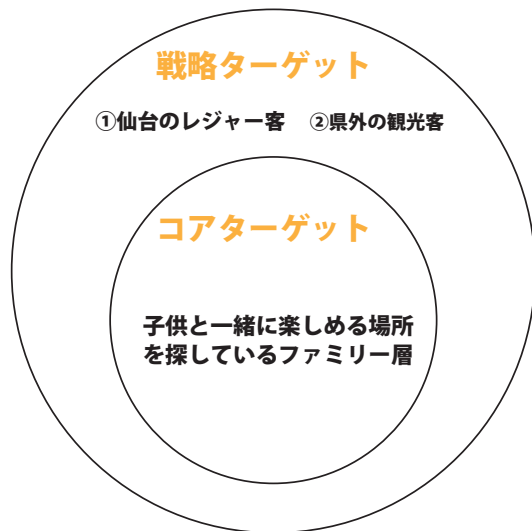 戦略ターゲット
①仙台のレジャー客　②県外の観光客
コアターゲット
子供と一緒に楽しめる場所
を探しているファミリー層